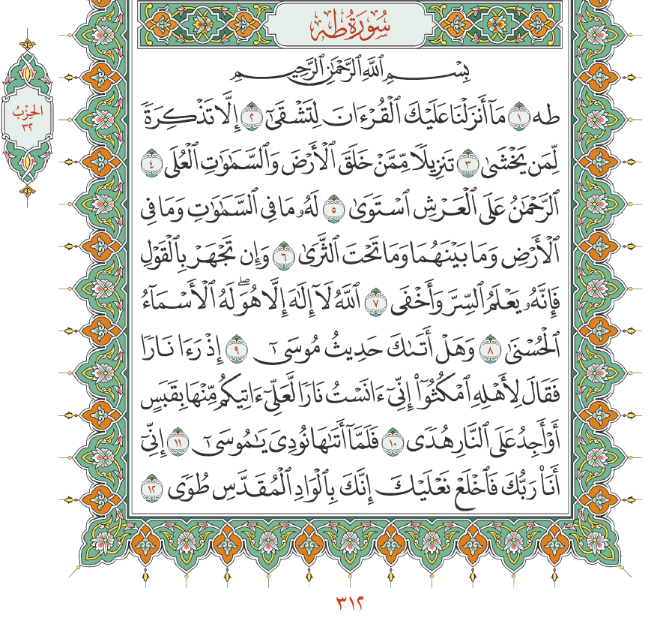 سُورَةُ طه
الحِزْبُ
٣٢
بِسْمِ ٱللَّهِ ٱلرَّحْمَٰنِ ٱلرَّحِيمِ
طه ١ مَآ أَنزَلْنَا عَلَيْكَ ٱلْقُرْءَانَ لِتَشْقَىٰٓ ٢ إِلَّا تَذْكِرَةً
لِّمَن يَخْشَىٰ ٣ تَنزِيلًا مِّمَّنْ خَلَقَ ٱلْأَرْضَ وَٱلسَّمَٰوَٰتِ ٱلْعُلَى ٤
ٱلرَّحْمَٰنُ عَلَى ٱلْعَرْشِ ٱسْتَوَىٰ ٥ لَهُۥ مَا فِى ٱلسَّمَٰوَٰتِ وَمَا فِى
ٱلْأَرْضِ وَمَا بَيْنَهُمَا وَمَا تَحْتَ ٱلثَّرَىٰ ٦ وَإِن تَجْهَرْ بِٱلْقَوْلِ
فَإِنَّهُۥ يَعْلَمُ ٱلسِّرَّ وَأَخْفَى ٧ ٱللَّهُ لَآ إِلَٰهَ إِلَّا هُوَۖ لَهُ ٱلْأَسْمَآءُ
ٱلْحُسْنَىٰ ٨ وَهَلْ أَتَىٰكَ حَدِيثُ مُوسَىٰٓ ٩ إِذْ رَءَا نَارًا
فَقَالَ لِأَهْلِهِ ٱمْكُثُوٓا۟ إِنِّىٓ ءَانَسْتُ نَارًا لَّعَلِّىٓ ءَاتِيكُم مِّنْهَا بِقَبَسٍ
أَوْ أَجِدُ عَلَى ٱلنَّارِ هُدًى ١٠ فَلَمَّآ أَتَىٰهَا نُودِىَ يَٰمُوسَىٰٓ ١١ إِنِّىٓ
أَنَا۠ رَبُّكَ فَٱخْلَعْ نَعْلَيْكَ إِنَّكَ بِٱلْوَادِ ٱلْمُقَدَّسِ طُوًى ١٢
٣١٢